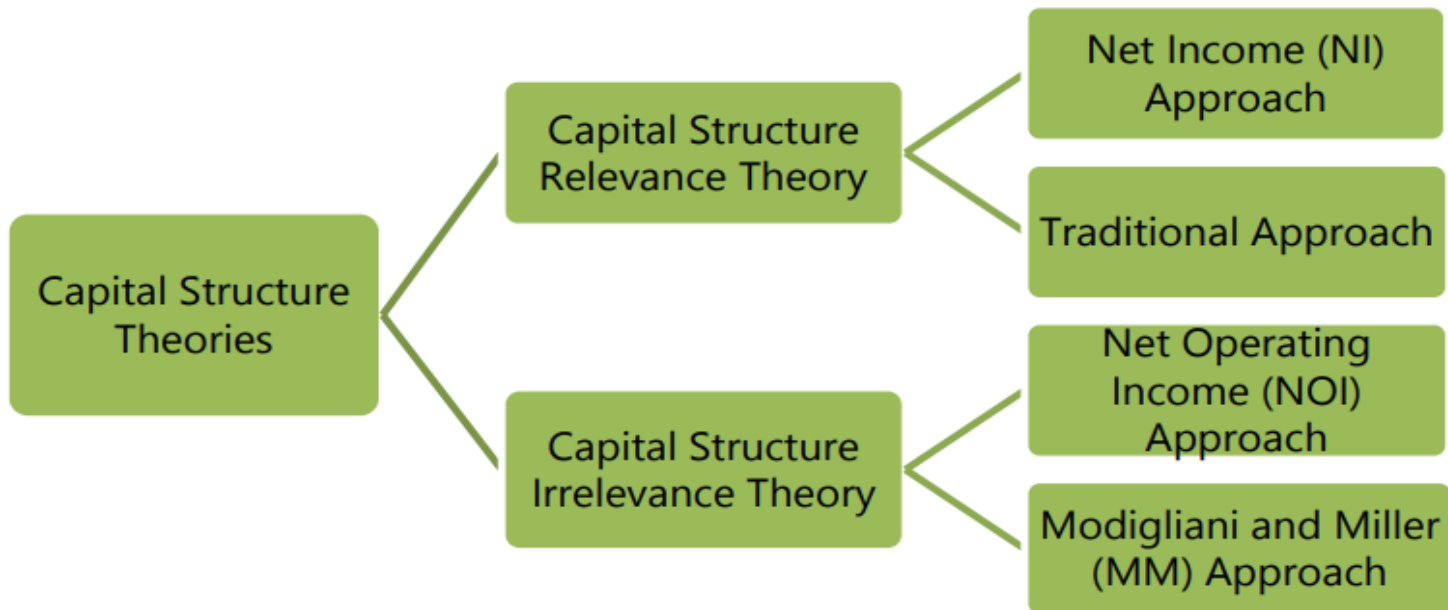 Capital Structure
Theories
Capital Structure
Relevance Theory
Net Income (NI)
Approach
Traditional Approach
Capital Structure
Irrelevance Theory
Net Operating
Income (NOI)
Approach
Modigliani and Miller
(MM) Approach